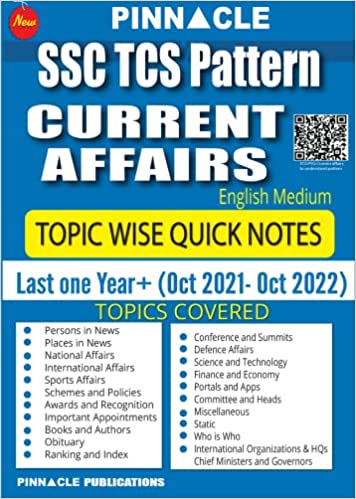 PINNACLE
New
SSC TCS Pattern
CURRENT
AFFAIRS
English Medium
TOPIC WISE QUICK NOTES
Last one Year+ (Oct 2021- Oct 2022)
TOPICS COVERED
Persons in News
Places in News
National Affairs
International Affairs
Sports Affairs
Schemes and Policies
Awards and Recognition
Important Appointments
Books and Authors
Obituary
Ranking and Index
Conference and Summits
Defence Affairs
Science and Technology
Finance and Economy
Portals and Apps
Committee and Heads
Miscellaneous
Static
Who is Who
International Organizations & HQs
Chief Ministers and Governors
PINNACLE PUBLICATIONS